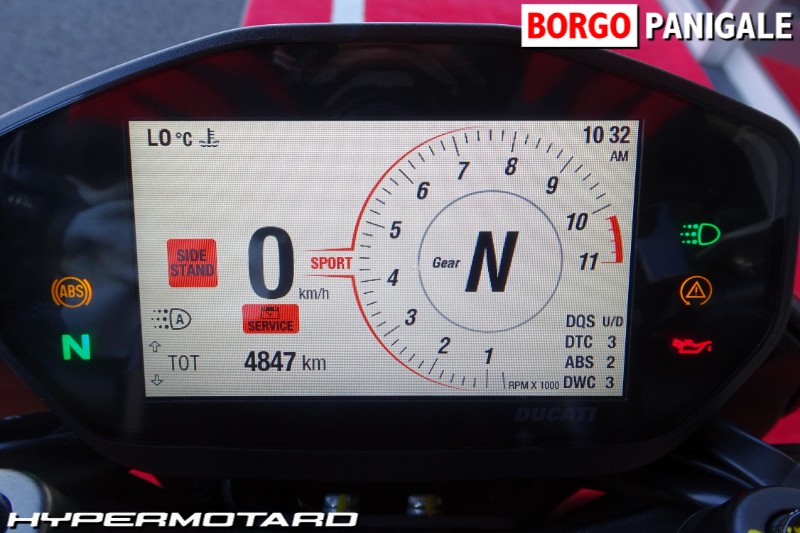 BORGO PANIGALE
LO °C
10 32
AM
7
8
6
9
5
10
4
11
3
2
1
SIDE
STAND
0
km/h
SPORT
Gear N
ABS
A
SERVICE
N
TOT 4847 km
RPM X 1000
DQS U/D
DTC 3
ABS 2
DWC 3
DUCATI
HYPERMOTARD